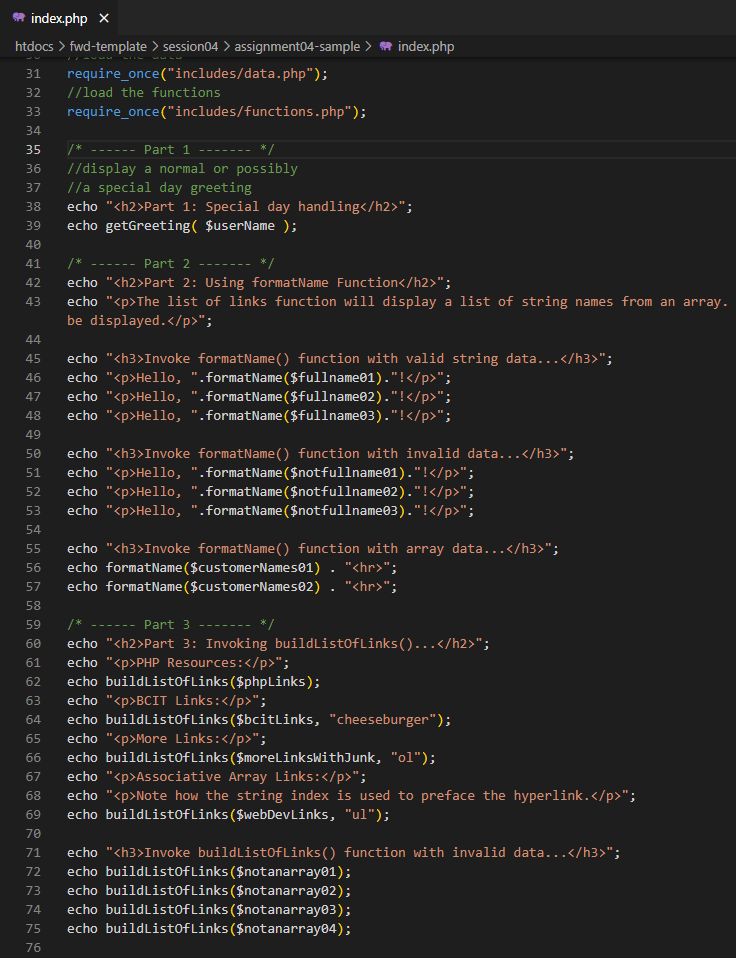 index.php ×
htdocs > fwd-template > session04 > assignment04-sample > index.php
30 //load the data
31 require_once("includes/data.php");
32 //load the functions
33 require_once("includes/functions.php");
34
35 /* ------ Part 1 ------- */
36 //display a normal or possibly
37 //a special day greeting
38 echo "<h2>Part 1: Special day handling</h2>";
39 echo getGreeting( $userName );
40
41 /* ------ Part 2 ------- */
42 echo "<h2>Part 2: Using formatName Function</h2>";
43 echo "<p>The list of links function will display a list of string names from an array.
be displayed.</p>";
44
45 echo "<h3>Invoke formatName() function with valid string data...</h3>";
46 echo "<p>Hello, ".formatName($fullname01)."!</p>";
47 echo "<p>Hello, ".formatName($fullname02)."!</p>";
48 echo "<p>Hello, ".formatName($fullname03)."!</p>";
49
50 echo "<h3>Invoke formatName() function with invalid data...</h3>";
51 echo "<p>Hello, ".formatName($notfullname01)."!</p>";
52 echo "<p>Hello, ".formatName($notfullname02)."!</p>";
53 echo "<p>Hello, ".formatName($notfullname03)."!</p>";
54
55 echo "<h3>Invoke formatName() function with array data...</h3>";
56 echo formatName($customerNames01) . "<hr>";
57 echo formatName($customerNames02) . "<hr>";
58
59 /* ------ Part 3 ------- */
60 echo "<h2>Part 3: Invoking buildListOfLinks()...</h2>";
61 echo "<p>PHP Resources:</p>";
62 echo buildListOfLinks($phpLinks);
63 echo "<p>BCIT Links:</p>";
64 echo buildListOfLinks($bcitLinks, "cheeseburger");
65 echo "<p>More Links:</p>";
66 echo buildListOfLinks($moreLinksWithJunk, "ol");
67 echo "<p>Associative Array Links:</p>";
68 echo "<p>Note how the string index is used to preface the hyperlink.</p>";
69 echo buildListOfLinks($webDevLinks, "ul");
70
71 echo "<h3>Invoke buildListOfLinks() function with invalid data...</h3>";
72 echo buildListOfLinks($notanarray01);
73 echo buildListOfLinks($notanarray02);
74 echo buildListOfLinks($notanarray03);
75 echo buildListOfLinks($notanarray04);
76